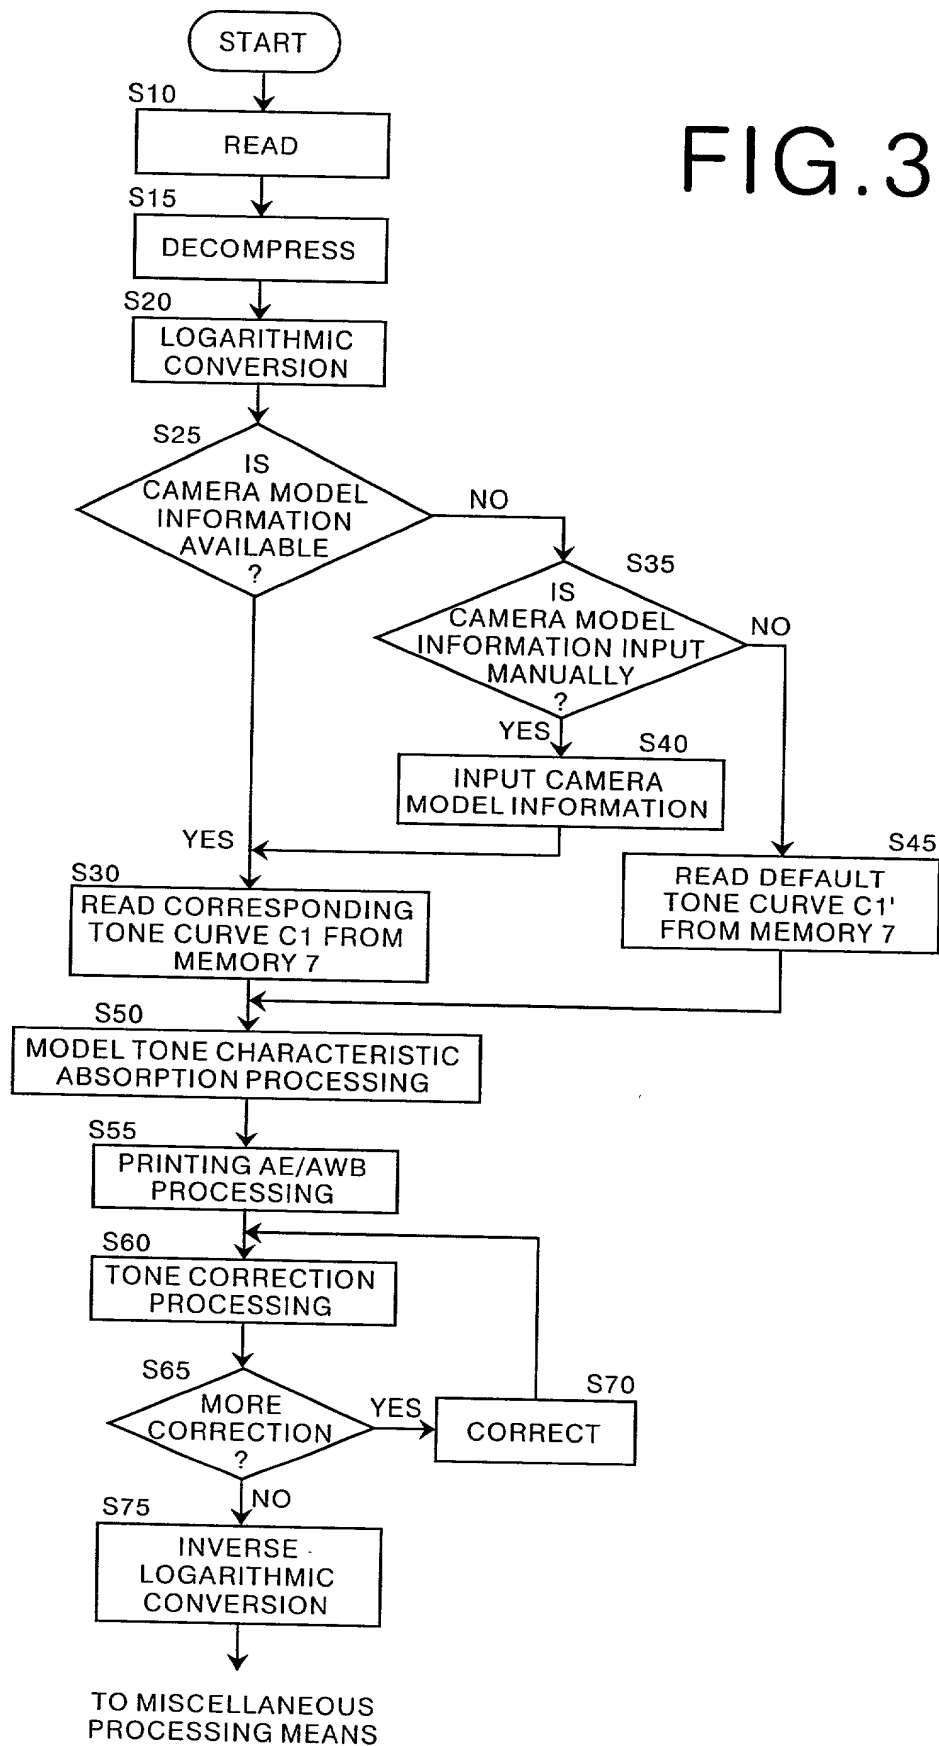 START
FIG.3
S10
READ
S15
DECOMPRESS
S20
LOGARITHMIC
CONVERSION
S25
IS
CAMERA MODEL
INFORMATION
AVAILABLE
?
NO
S35
IS
CAMERA MODEL
INFORMATION INPUT
MANUALLY
?
NO
YES
S40
INPUT CAMERA
MODEL INFORMATION
YES
S45
READ DEFAULT
TONE CURVE C1'
FROM MEMORY 7
S30
READ CORRESPONDING
TONE CURVE C1 FROM
MEMORY 7
S50
MODEL TONE CHARACTERISTIC
ABSORPTION PROCESSING
S55
PRINTING AE/AWB
PROCESSING
S60
TONE CORRECTION
PROCESSING
S65
MORE
CORRECTION
?
YES
S70
CORRECT
NO
S75
INVERSE
LOGARITHMIC
CONVERSION
TO MISCELLANEOUS
PROCESSING MEANS